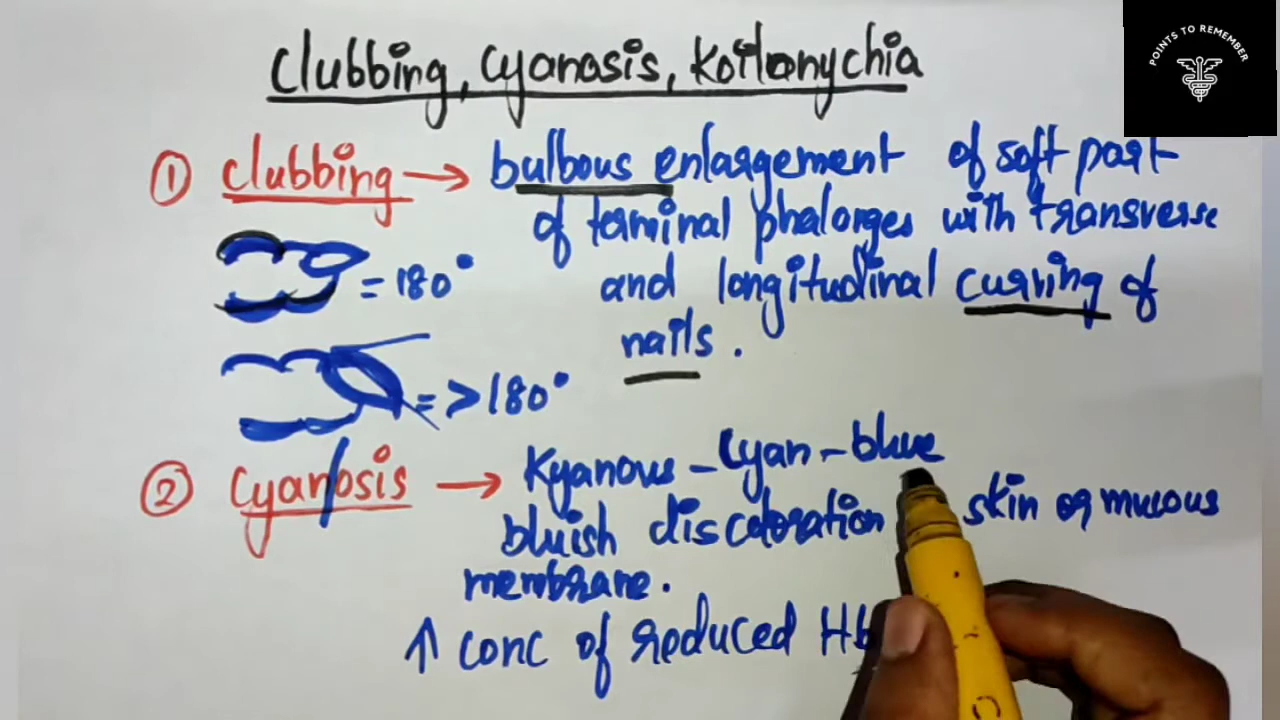 POINTS TO REMEMBER
Clubbing, Cyanosis, Koilonychia
① Clubbing → bulbous enlargement of soft part
of terminal phalanges with transverse
= 180° and longitudinal curving of
nails.
= >180°
② Cyanosis → Kyanous - Cyan - blue
bluish discoloration skin or mucous
membrane.
↑ conc of reduced Hb